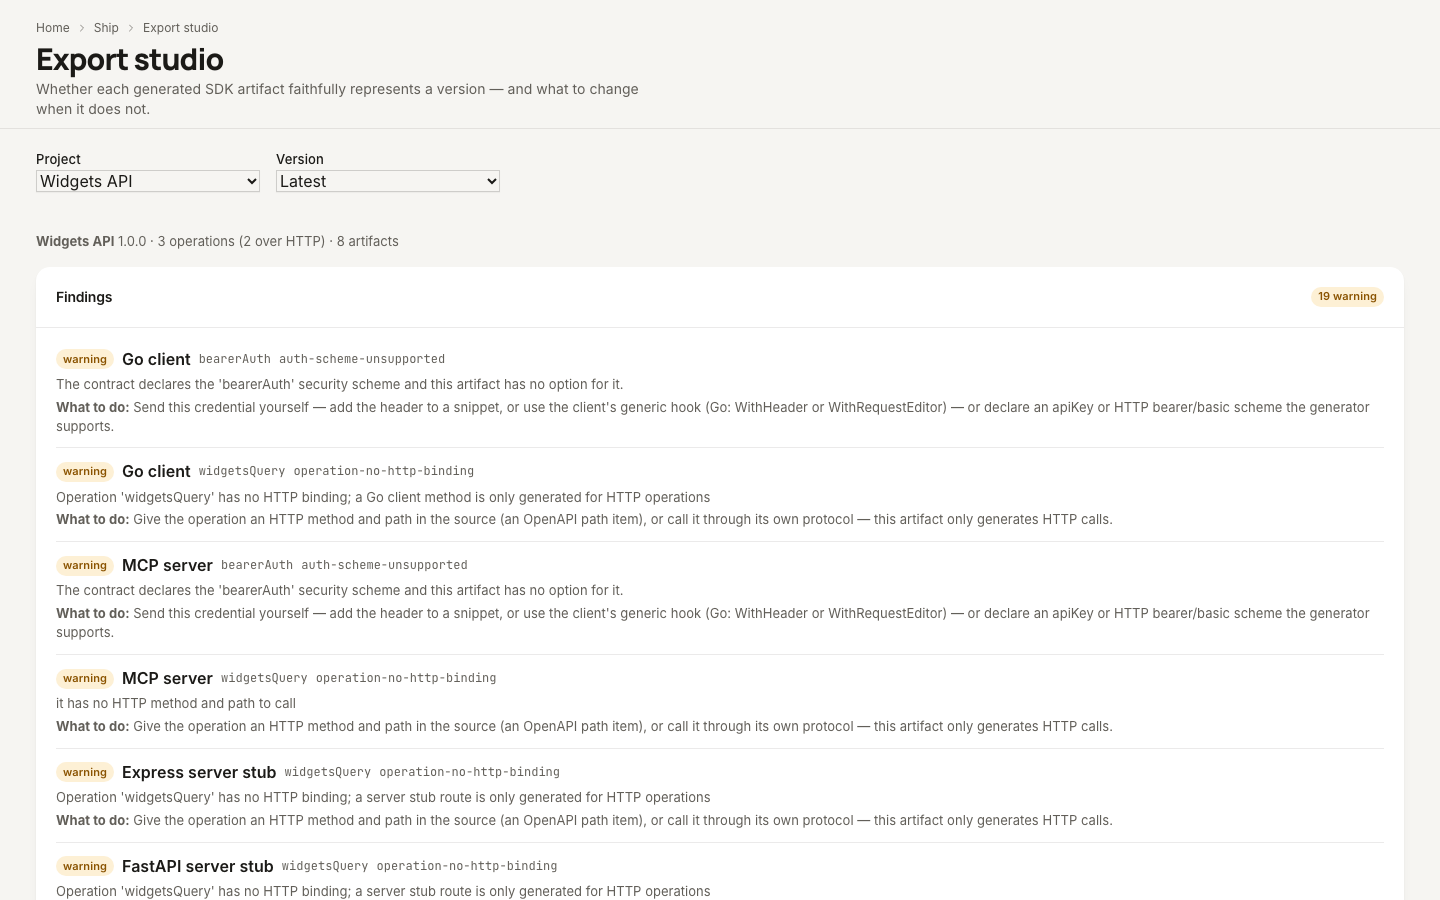 Home > Ship > Export studio
Export studio
Whether each generated SDK artifact faithfully represents a version — and what to change
when it does not.
Project Version
Widgets API Latest
Widgets API 1.0.0 · 3 operations (2 over HTTP) · 8 artifacts
Findings 19 warning
warning Go client bearerAuth auth-scheme-unsupported
The contract declares the 'bearerAuth' security scheme and this artifact has no option for it.
What to do: Send this credential yourself — add the header to a snippet, or use the client's generic hook (Go: WithHeader or WithRequestEditor) — or declare an apiKey or HTTP bearer/basic scheme the generator
supports.
warning Go client widgetsQuery operation-no-http-binding
Operation 'widgetsQuery' has no HTTP binding; a Go client method is only generated for HTTP operations
What to do: Give the operation an HTTP method and path in the source (an OpenAPI path item), or call it through its own protocol — this artifact only generates HTTP calls.
warning MCP server bearerAuth auth-scheme-unsupported
The contract declares the 'bearerAuth' security scheme and this artifact has no option for it.
What to do: Send this credential yourself — add the header to a snippet, or use the client's generic hook (Go: WithHeader or WithRequestEditor) — or declare an apiKey or HTTP bearer/basic scheme the generator
supports.
warning MCP server widgetsQuery operation-no-http-binding
it has no HTTP method and path to call
What to do: Give the operation an HTTP method and path in the source (an OpenAPI path item), or call it through its own protocol — this artifact only generates HTTP calls.
warning Express server stub widgetsQuery operation-no-http-binding
Operation 'widgetsQuery' has no HTTP binding; a server stub route is only generated for HTTP operations
What to do: Give the operation an HTTP method and path in the source (an OpenAPI path item), or call it through its own protocol — this artifact only generates HTTP calls.
warning FastAPI server stub widgetsQuery operation-no-http-binding
Operation 'widgetsQuery' has no HTTP binding; a server stub route is only generated for HTTP operations